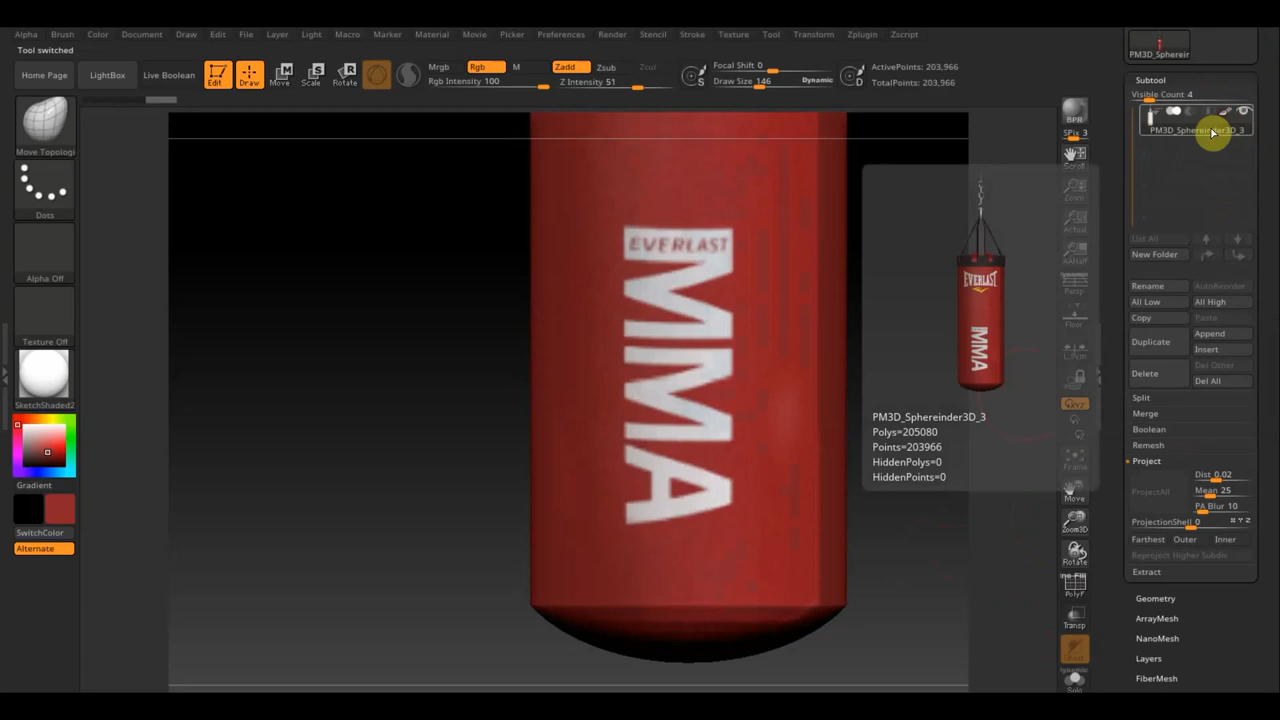 Alpha Brush Color Document Draw Edit File Layer Light Macro Marker Material Movie Picker Preferences Render Stencil Stroke Texture Tool Transform Zplugin Zscript
Tool switched
Home Page LightBox Live Boolean Edit Draw Move Scale Rotate
Mrgb Rgb M Zadd Zsub Zcut
Rgb Intensity 100 Z Intensity 51
Focal Shift 0
Draw Size 146 Dynamic
ActivePoints: 203,966
TotalPoints: 203,966
S
D
Move Topologi
Dots
Alpha Off
Texture Off
SketchShaded2
Gradient
SwitchColor
Alternate
EVERLAST
MMA
EVERLAST
MMA
PM3D_Sphereinder3D_3
Polys=205080
Points=203966
HiddenPolys=0
HiddenPoints=0
BPR
SPix 3
Scroll
Zoom
Actual
AAHalf
Persp
Floor
L.Sym
Frame
Move
Zoom3D
Rotate
PolyF
Transp
Solo
PM3D_Spherein
Subtool
Visible Count 4
PM3D_Sphereinder3D_3
List All
New Folder
Rename AutoReorder
All Low All High
Copy Paste
Duplicate Append
Insert
Delete Del Other
Del All
Split
Merge
Boolean
Remesh
Project
ProjectAll
Dist 0.02
Mean 25
PA Blur 10
ProjectionShell 0
Farthest Outer Inner
Reproject Higher Subdiv
Extract
Geometry
ArrayMesh
NanoMesh
Layers
FiberMesh